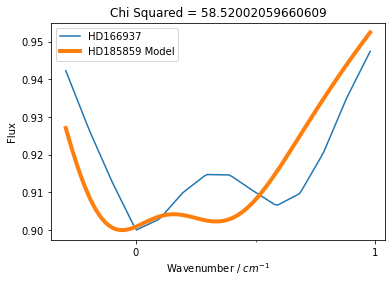 Chi Squared = 58.52002059660609
HD166937
HD185859 Model
0.95
0.94
0.93
0.92
0.91
0.90
Flux
0 1
Wavenumber / cm⁻¹